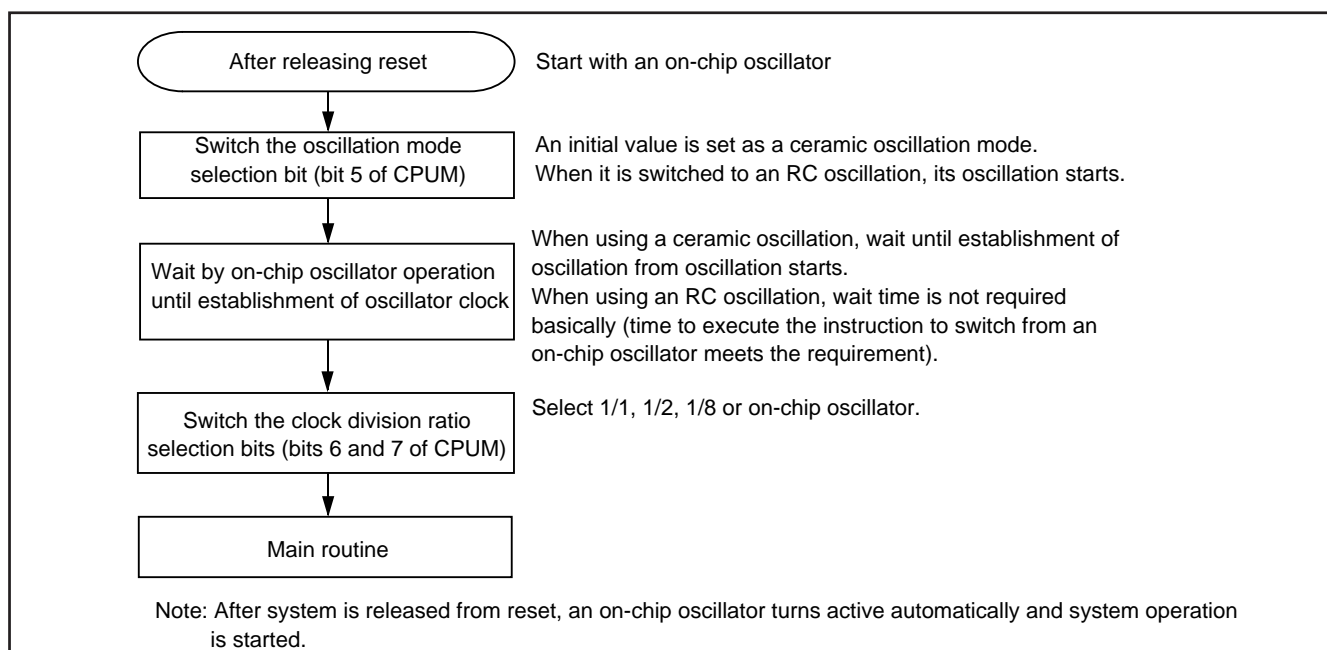 After releasing reset
Start with an on-chip oscillator
Switch the oscillation mode
selection bit (bit 5 of CPUM)
An initial value is set as a ceramic oscillation mode.
When it is switched to an RC oscillation, its oscillation starts.
Wait by on-chip oscillator operation
until establishment of oscillator clock
When using a ceramic oscillation, wait until establishment of
oscillation from oscillation starts.
When using an RC oscillation, wait time is not required
basically (time to execute the instruction to switch from an
on-chip oscillator meets the requirement).
Switch the clock division ratio
selection bits (bits 6 and 7 of CPUM)
Select 1/1, 1/2, 1/8 or on-chip oscillator.
Main routine
Note: After system is released from reset, an on-chip oscillator turns active automatically and system operation
is started.